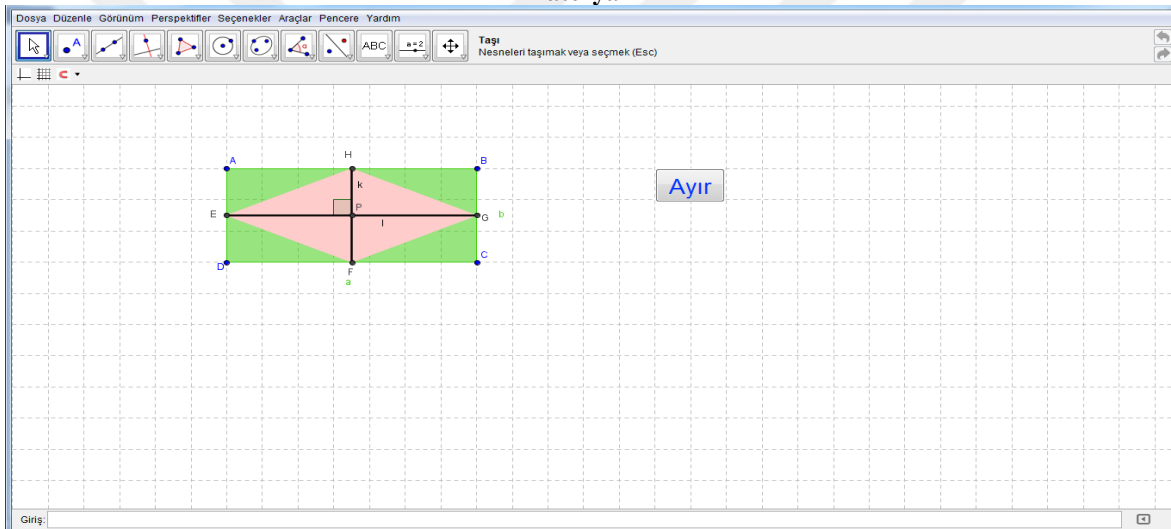 Dosya Düzenle Görünüm Perspektifler Seçenekler Araçlar Pencere Yardım
A
α
ABC
a=2
Taşı
Nesneleri taşımak veya seçmek (Esc)
A
H
B
k
Ayır
E
P
G
b
l
D
F
C
a
Giriş: